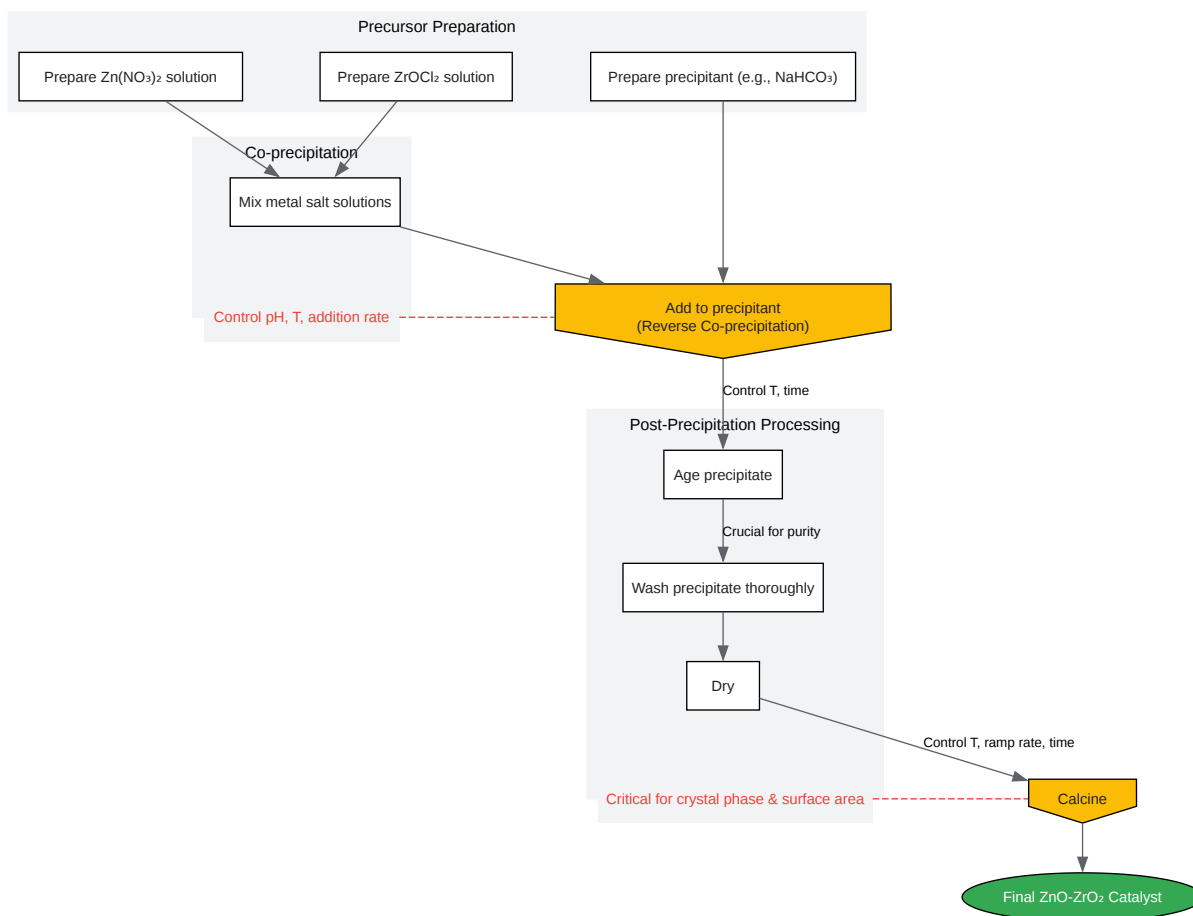 Precursor Preparation
Prepare Zn(NO₃)₂ solution
Prepare ZrOCl₂ solution
Prepare precipitant (e.g., NaHCO₃)
Co-precipitation
Mix metal salt solutions
Control pH, T, addition rate
Add to precipitant
(Reverse Co-precipitation)
Control T, time
Post-Precipitation Processing
Age precipitate
Crucial for purity
Wash precipitate thoroughly
Dry
Control T, ramp rate, time
Critical for crystal phase & surface area
Calcine
Final ZnO-ZrO₂ Catalyst